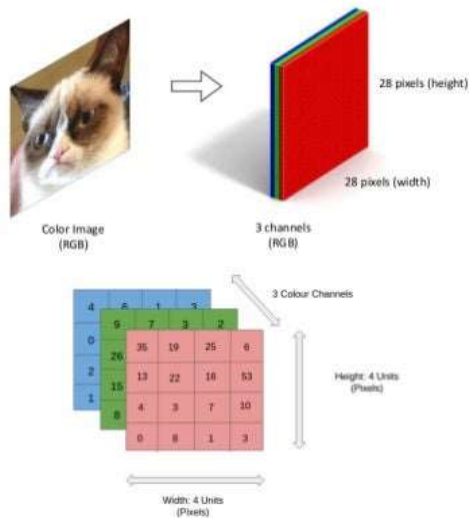 28 pixels (height)
28 pixels (width)
Color Image
(RGB)
3 channels
(RGB)
3 Colour Channels
4 6 1 3
9 7 3 2
35 19 25 6
0
26
13 22 16 53
2
15
4 3 7 10
1
8
0 8 1 3
Height: 4 Units
(Pixels)
Width: 4 Units
(Pixels)